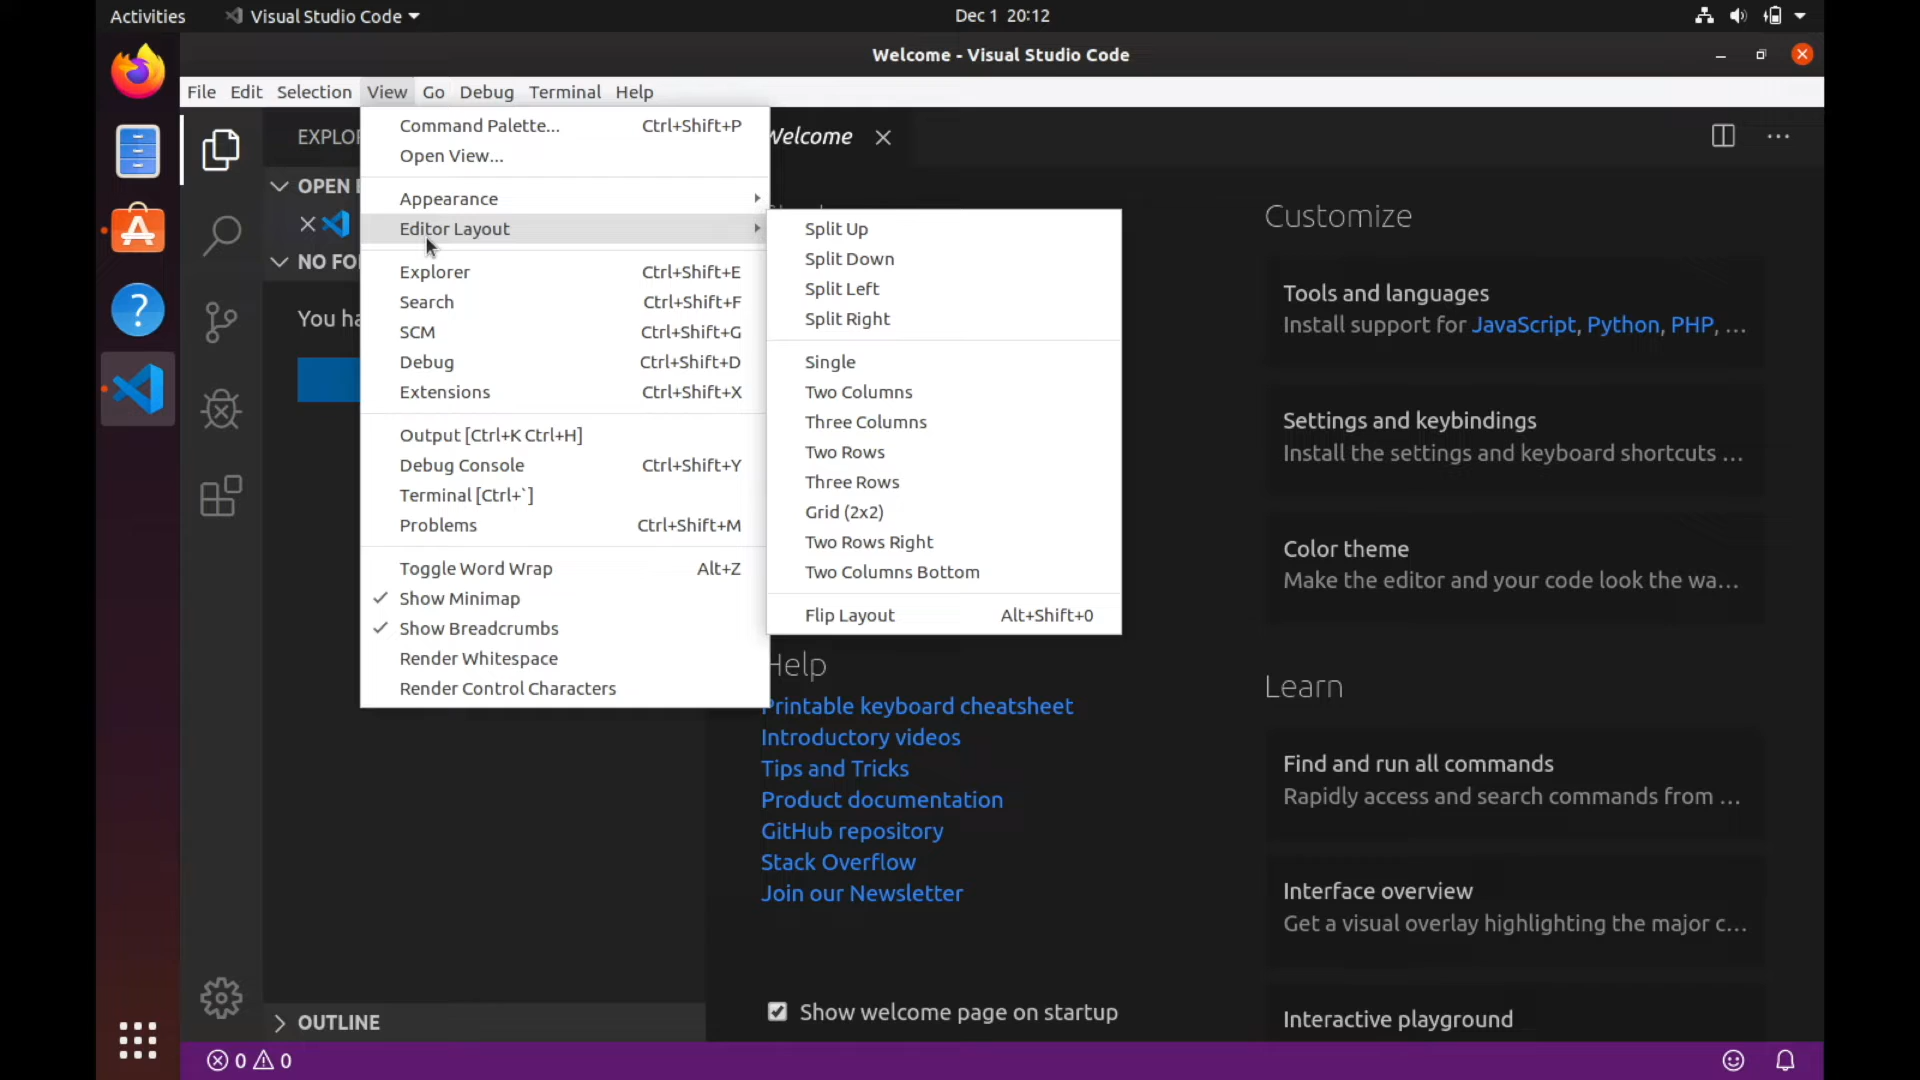 Activities
Visual Studio Code
Dec 1 20:12
Welcome - Visual Studio Code
File Edit Selection View Go Debug Terminal Help
Command Palette... Ctrl+Shift+P
Open View...
Appearance
Editor Layout
Explorer Ctrl+Shift+E
Search Ctrl+Shift+F
SCM Ctrl+Shift+G
Debug Ctrl+Shift+D
Extensions Ctrl+Shift+X
Output [Ctrl+K Ctrl+H]
Debug Console Ctrl+Shift+Y
Terminal [Ctrl+`]
Problems Ctrl+Shift+M
Toggle Word Wrap Alt+Z
Show Minimap
Show Breadcrumbs
Render Whitespace
Render Control Characters
Split Up
Split Down
Split Left
Split Right
Single
Two Columns
Three Columns
Two Rows
Three Rows
Grid (2x2)
Two Rows Right
Two Columns Bottom
Flip Layout Alt+Shift+0
EXPLO
OPEN
NO FO
You ha
OUTLINE
Welcome
Help
Printable keyboard cheatsheet
Introductory videos
Tips and Tricks
Product documentation
GitHub repository
Stack Overflow
Join our Newsletter
Show welcome page on startup
Customize
Tools and languages
Install support for JavaScript, Python, PHP, ...
Settings and keybindings
Install the settings and keyboard shortcuts ...
Color theme
Make the editor and your code look the wa...
Learn
Find and run all commands
Rapidly access and search commands from ...
Interface overview
Get a visual overlay highlighting the major c...
Interactive playground
0 0